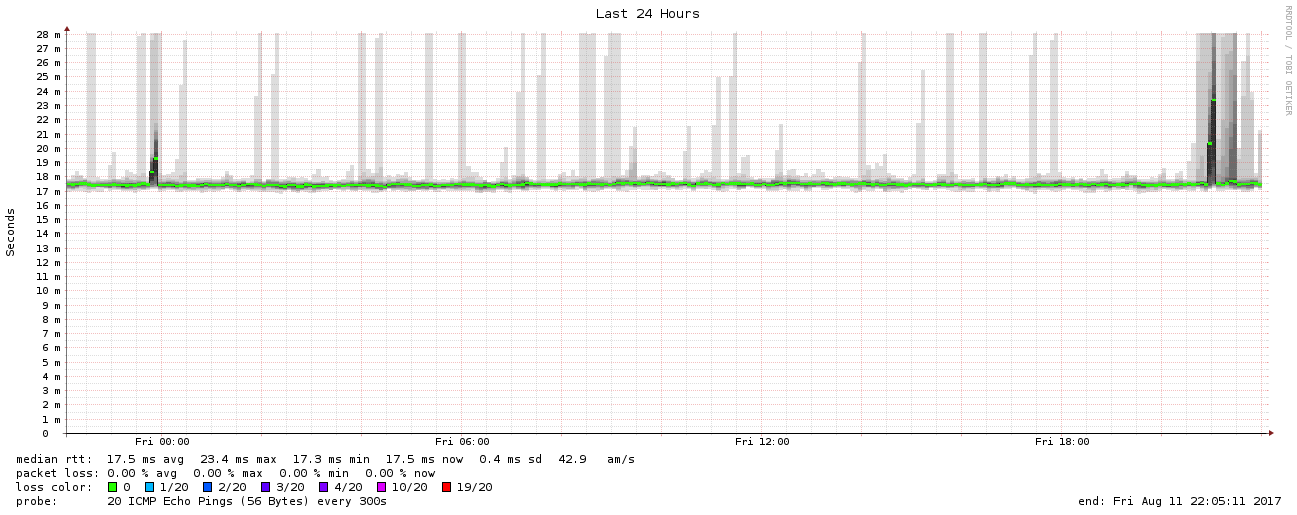 Last 24 Hours
RRDTOOL / TOBI OETIKER
Seconds
28 m
27 m
26 m
25 m
24 m
23 m
22 m
21 m
20 m
19 m
18 m
17 m
16 m
15 m
14 m
13 m
12 m
11 m
10 m
9 m
8 m
7 m
6 m
5 m
4 m
3 m
2 m
1 m
0
Fri 00:00 Fri 06:00 Fri 12:00 Fri 18:00
median rtt: 17.5 ms avg 23.4 ms max 17.3 ms min 17.5 ms now 0.4 ms sd 42.9 am/s
packet loss: 0.00 % avg 0.00 % max 0.00 % min 0.00 % now
loss color: 0 1/20 2/20 3/20 4/20 10/20 19/20
probe: 20 ICMP Echo Pings (56 Bytes) every 300s end: Fri Aug 11 22:05:11 2017